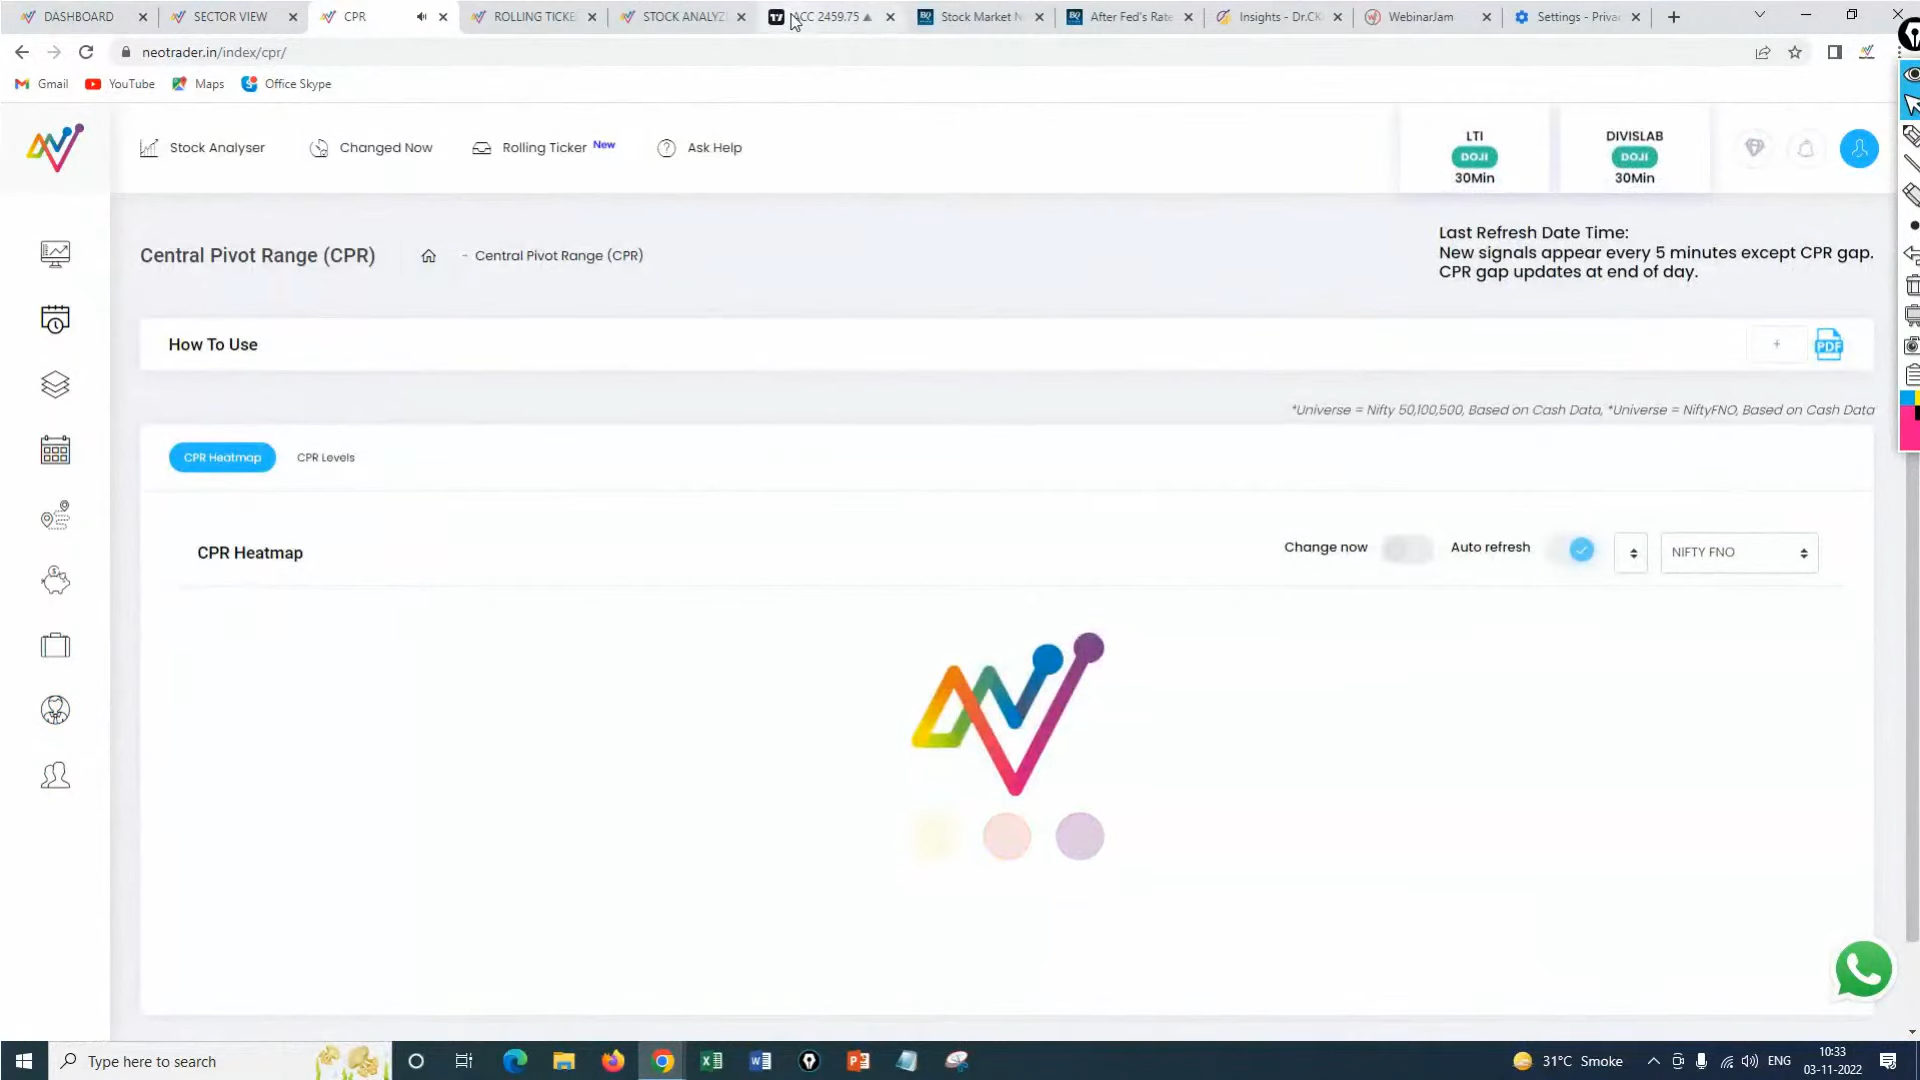 DASHBOARD
SECTOR VIEW
CPR
ROLLING TICKE
STOCK ANALYZ
CC 2459.75
Stock Market N
After Fed's Rate
Insights - Dr.CK
WebinarJam
Settings - Priva
neotrader.in/index/cpr/
Gmail
YouTube
Maps
Office Skype
Stock Analyser
Changed Now
Rolling Ticker New
Ask Help
LTI
DOJI
30Min
DIVISLAB
DOJI
30Min
Central Pivot Range (CPR)
- Central Pivot Range (CPR)
Last Refresh Date Time:
New signals appear every 5 minutes except CPR gap.
CPR gap updates at end of day.
How To Use
+
PDF
*Universe = Nifty 50,100,500, Based on Cash Data, *Universe = NiftyFNO, Based on Cash Data
CPR Heatmap
CPR Levels
CPR Heatmap
Change now
Auto refresh
NIFTY FNO
Type here to search
31°C Smoke
ENG
10:33
03-11-2022